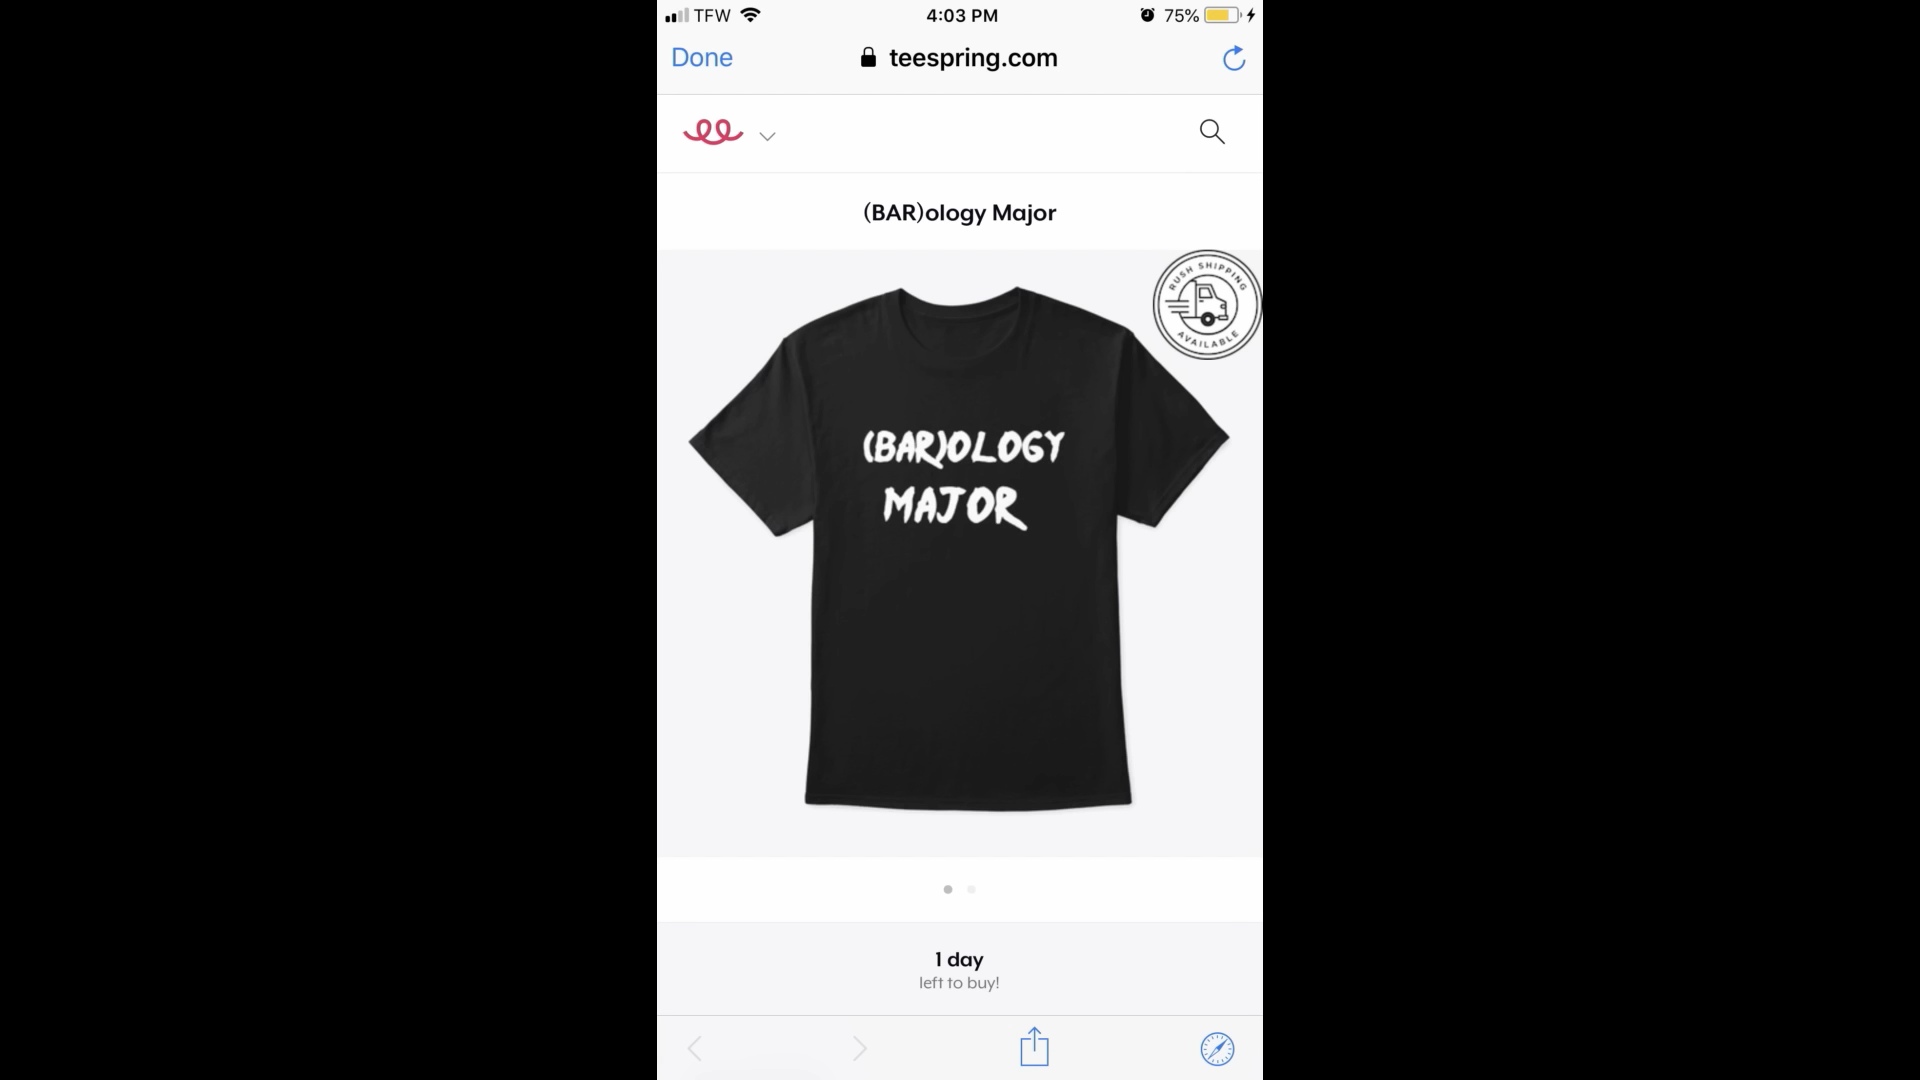 TFW 4:03 PM 75%
Done teespring.com
(BAR)ology Major
RUSH SHIPPING
AVAILABLE
(BAR)OLOGY
MAJOR
1 day
left to buy!